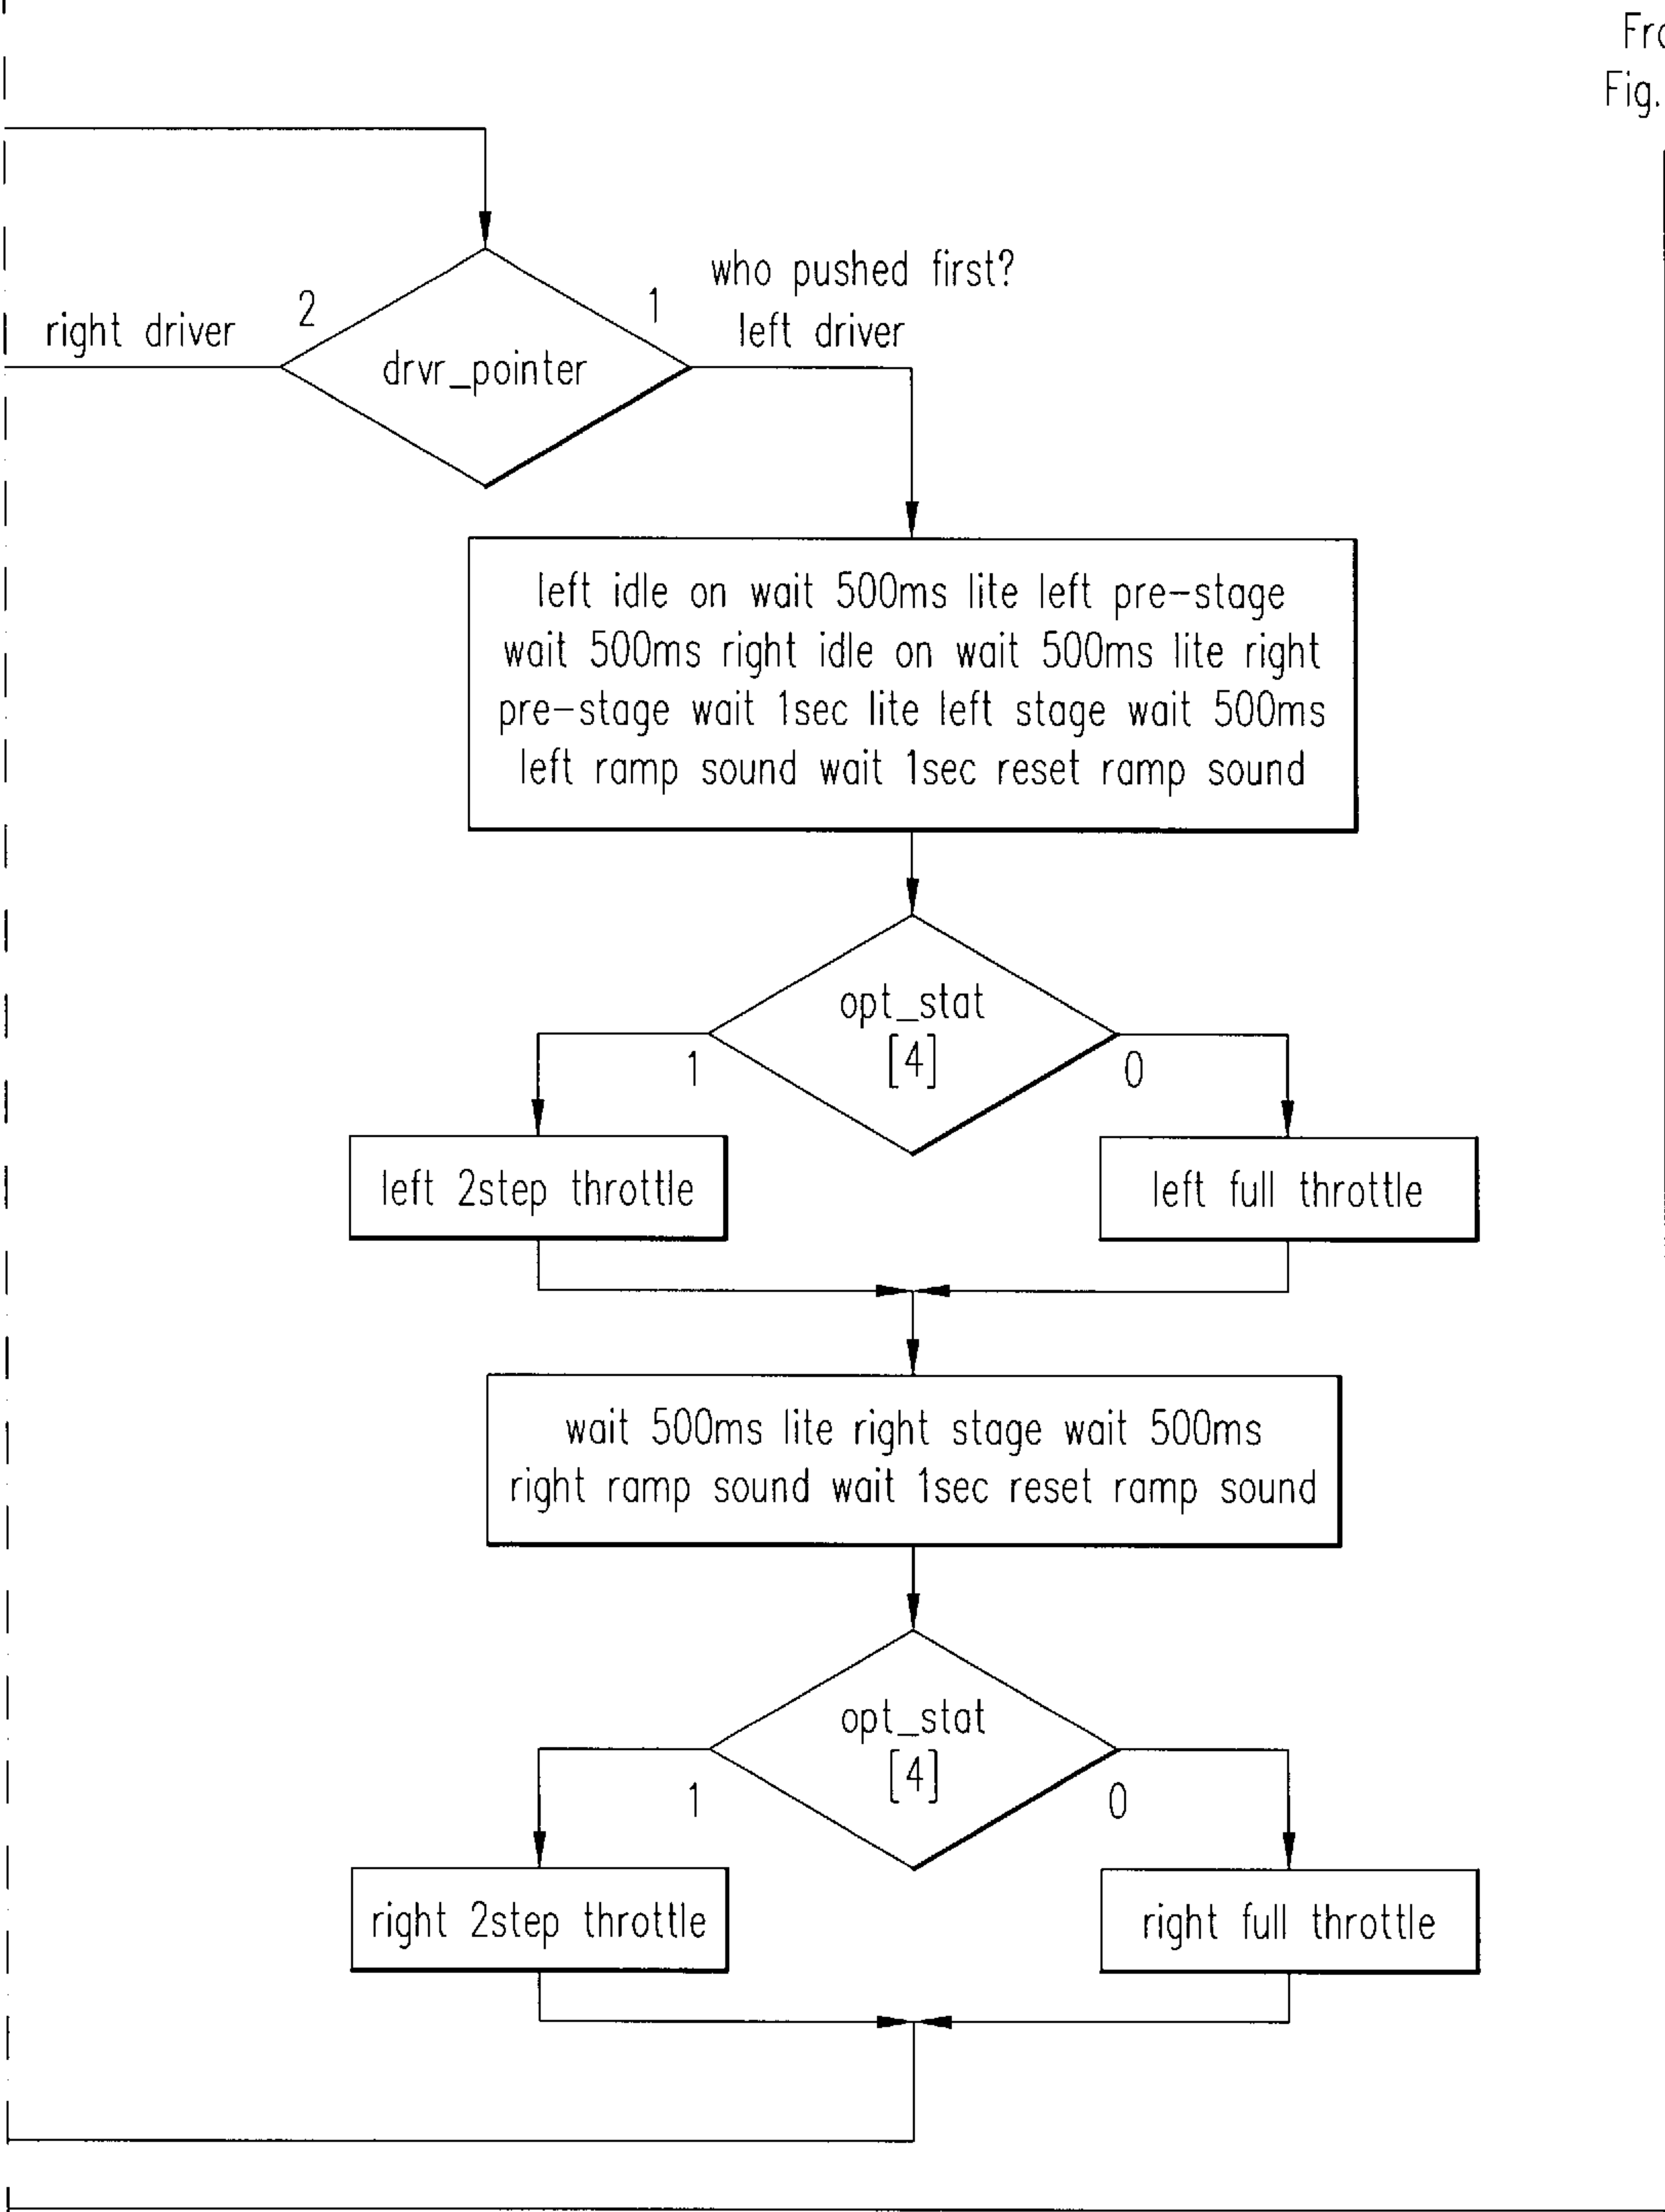 Fig.
who pushed first?
2
1
right driver
left driver
drvr_pointer
left idle on wait 500ms lite left pre-stage
wait 500ms right idle on wait 500ms lite right
pre-stage wait 1sec lite left stage wait 500ms
left ramp sound wait 1sec reset ramp sound
opt_stat
[4]
1
0
left 2step throttle
left full throttle
wait 500ms lite right stage wait 500ms
right ramp sound wait 1sec reset ramp sound
opt_stat
[4]
1
0
right 2step throttle
right full throttle